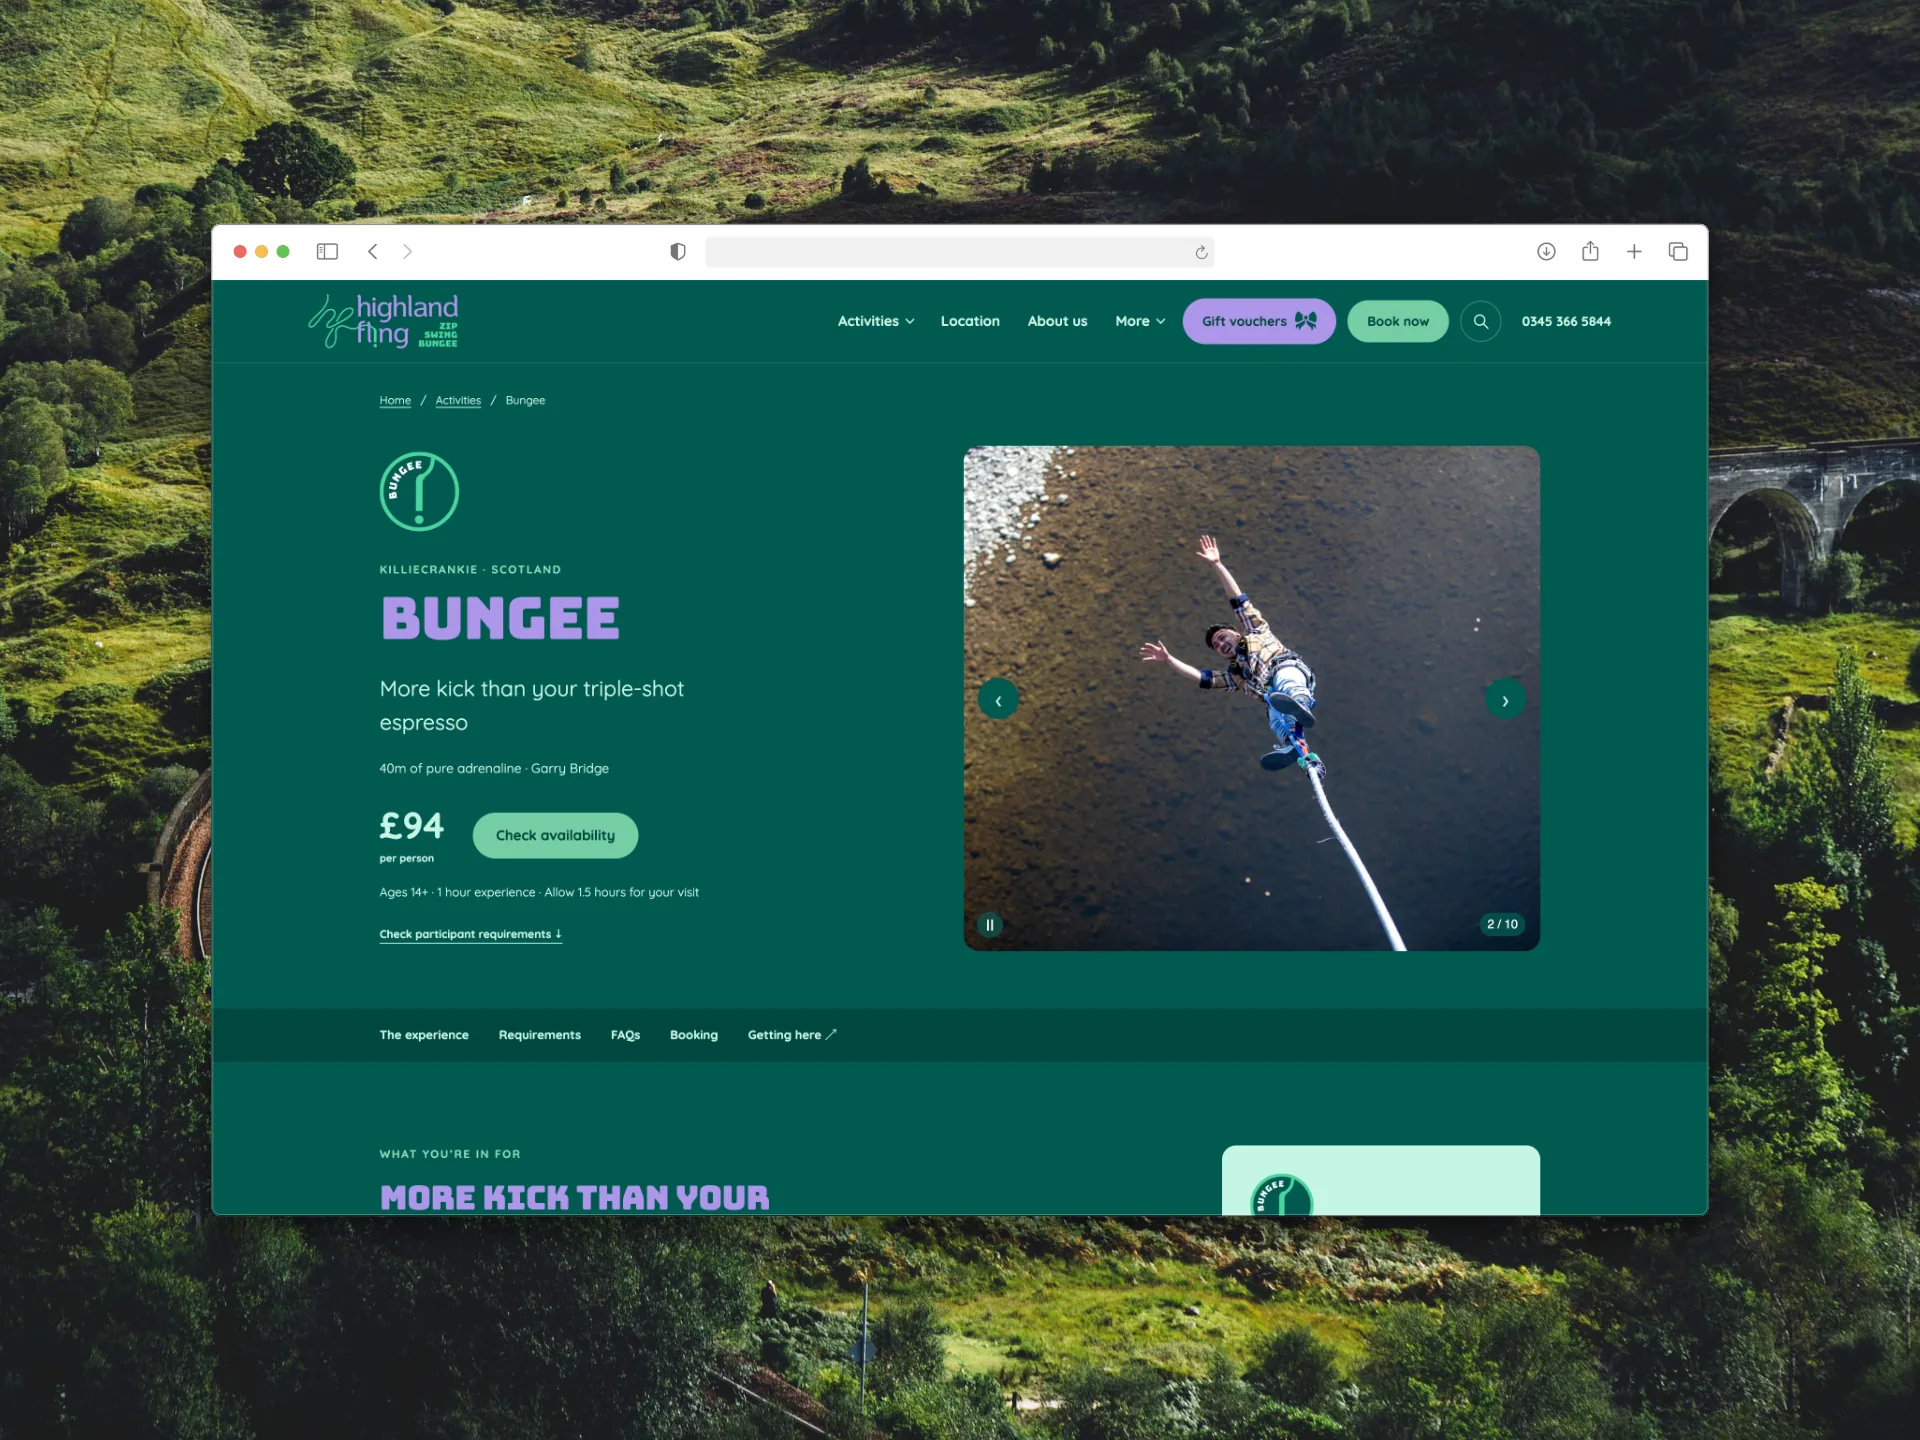 highland
fling
ZIP
SWING
BUNGEE
Activities
Location
About us
More
Gift vouchers
Book now
0345 366 5844
Home / Activities / Bungee
BUNGEE
KILLIECRANKIE · SCOTLAND
BUNGEE
More kick than your triple-shot
espresso
40m of pure adrenaline · Garry Bridge
£94
per person
Check availability
Ages 14+ · 1 hour experience · Allow 1.5 hours for your visit
Check participant requirements ↓
2 / 10
The experience
Requirements
FAQs
Booking
Getting here ↗
WHAT YOU'RE IN FOR
MORE KICK THAN YOUR
BUNGEE